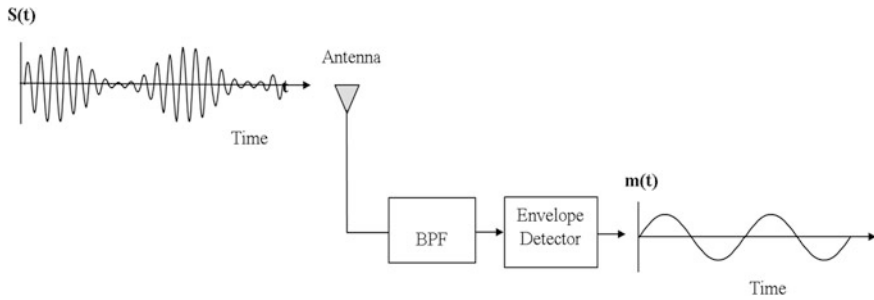 S(t)
Antenna
t
Time
m(t)
BPF
Envelope
Detector
Time